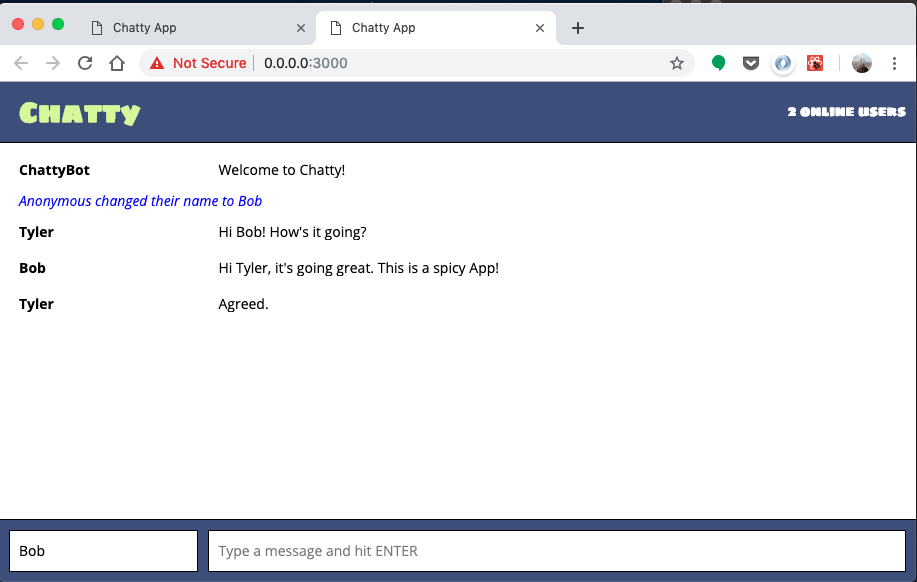 Chatty App
Chatty App
Not Secure 0.0.0.0:3000
Chatty 2 ONLINE USERS
ChattyBot Welcome to Chatty!
Anonymous changed their name to Bob
Tyler Hi Bob! How's it going?
Bob Hi Tyler, it's going great. This is a spicy App!
Tyler Agreed.
Bob Type a message and hit ENTER